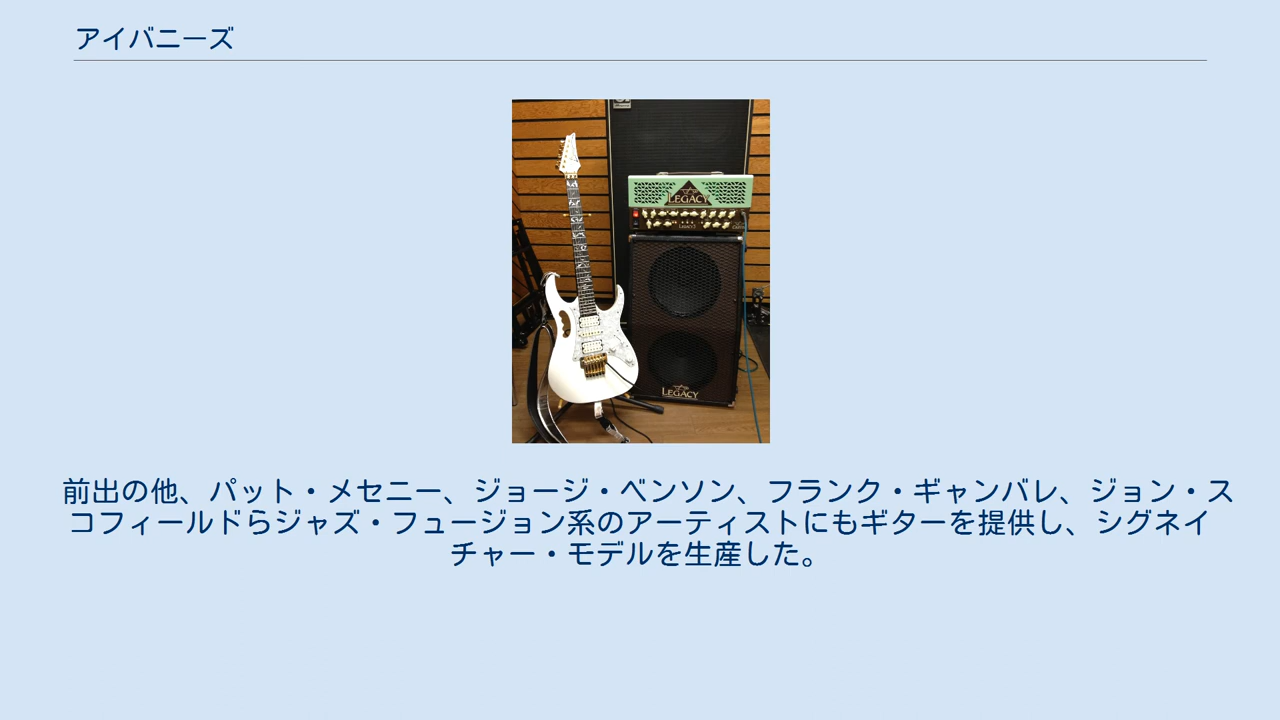 アイバニーズ
LEGACY
LEGACY
前出の他、パット・メセニー、ジョージ・ベンソン、フランク・ギャンバレ、ジョン・ス
コフィールドらジャズ・フュージョン系のアーティストにもギターを提供し、シグネイ
チャー・モデルを生産した。